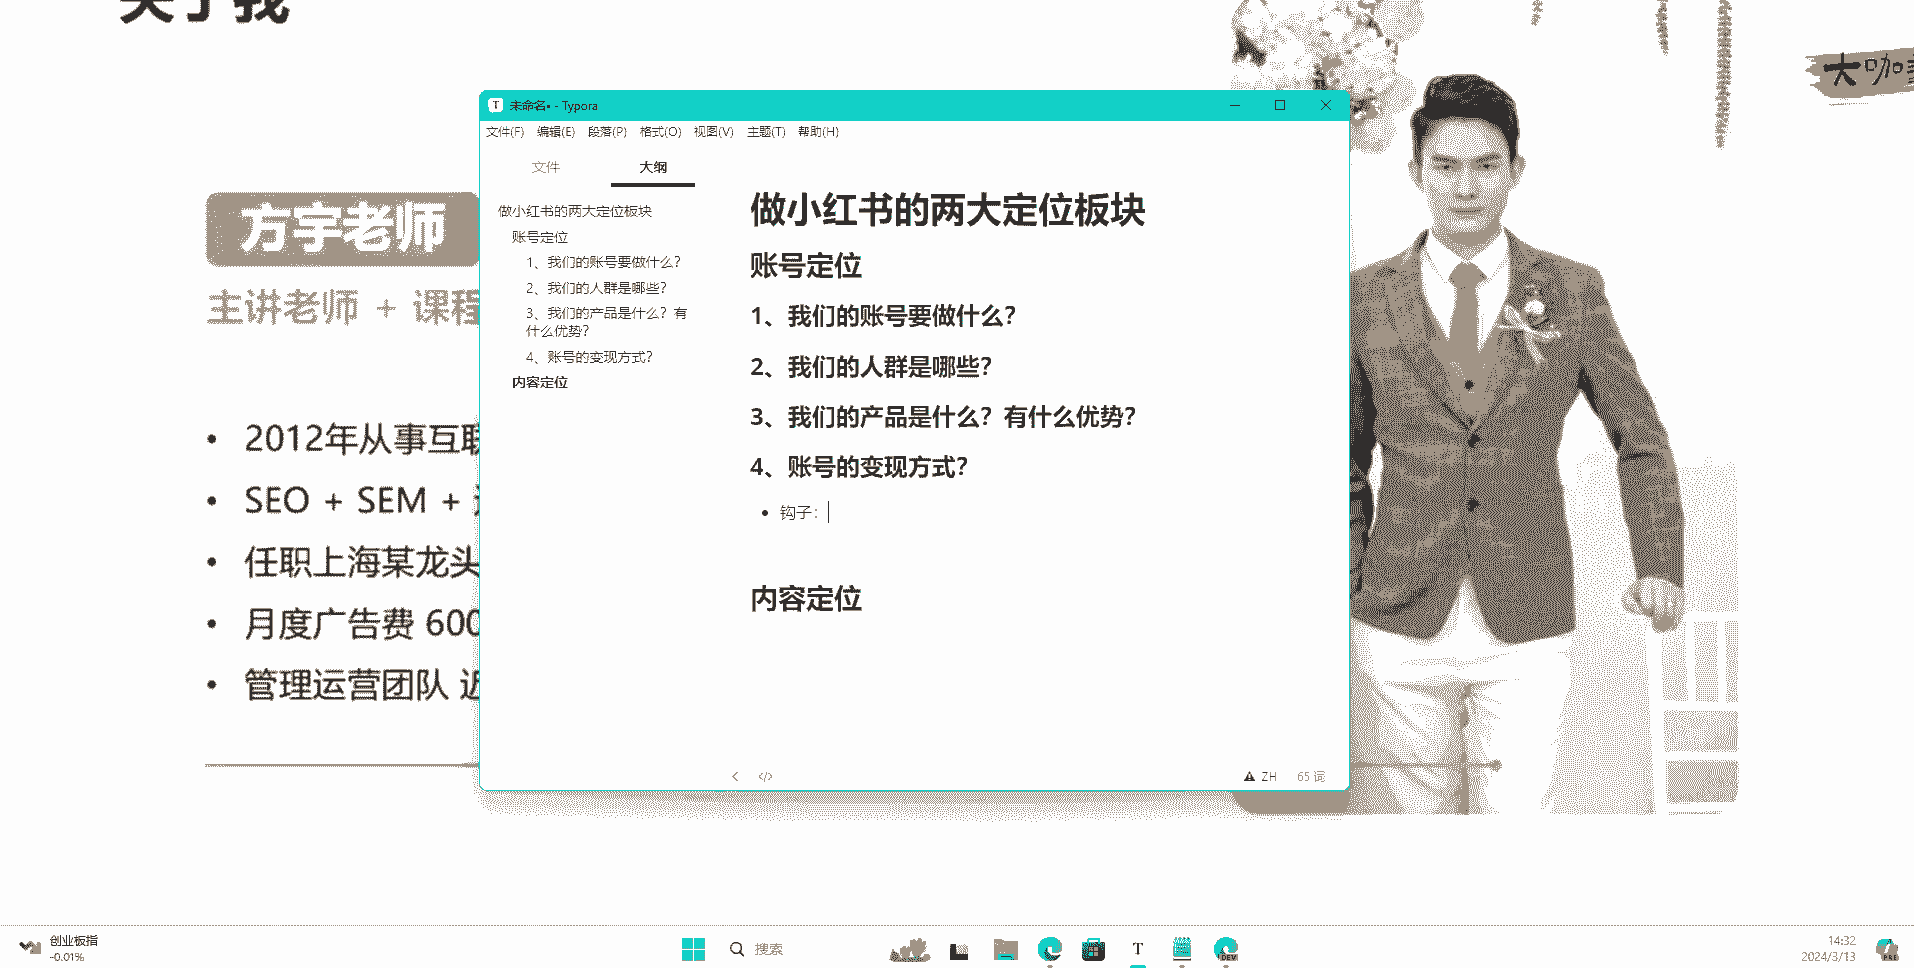 关于我
大咖
方宇老师
主讲老师 + 课程
• 2012年从事互联
• SEO + SEM +
• 任职上海某龙头
• 月度广告费 600
• 管理运营团队 近
未命名• - Typora
文件(F) 编辑(E) 段落(P) 格式(O) 视图(V) 主题(T) 帮助(H)
文件 大纲
做小红书的两大定位板块
账号定位
1、我们的账号要做什么?
2、我们的人群是哪些?
3、我们的产品是什么？有
什么优势?
4、账号的变现方式?
内容定位
做小红书的两大定位板块
账号定位
1、我们的账号要做什么?
2、我们的人群是哪些?
3、我们的产品是什么？有什么优势?
4、账号的变现方式?
• 钩子：
内容定位
</> ZH 65 词
创业板指
-0.01%
搜索
DEV
14:32
2024/3/13
PRE